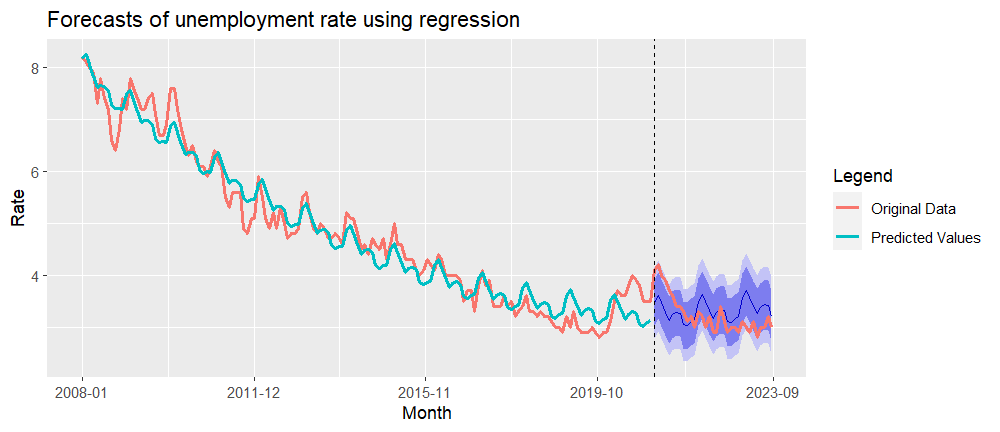 Forecasts of unemployment rate using regression
8
6
4
Rate
2008-01
2011-12
2015-11
2019-10
2023-09
Month
Legend
Original Data
Predicted Values